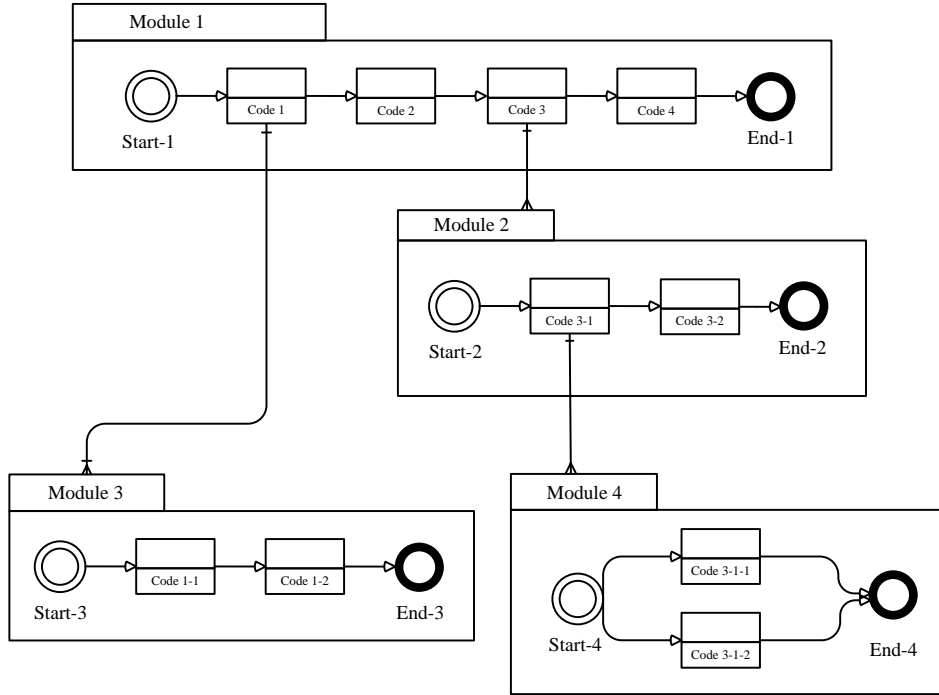 Module 1
Code 1
Code 2
Code 3
Code 4
Start-1
End-1
Module 2
Code 3-1
Code 3-2
Start-2
End-2
Module 3
Code 1-1
Code 1-2
Start-3
End-3
Module 4
Code 3-1-1
Start-4
Code 3-1-2
End-4